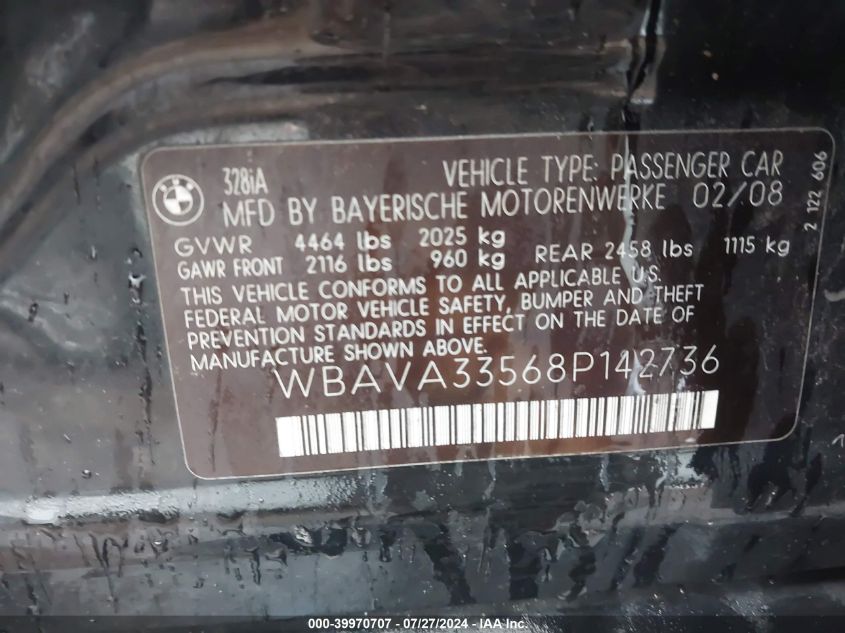 BMW
328iA
VEHICLE TYPE: PASSENGER CAR
MFD BY BAYERISCHE MOTORENWERKE 02/08
GVWR 4464 lbs 2025 kg
GAWR FRONT 2116 lbs 960 kg REAR 2458 lbs 1115 kg
THIS VEHICLE CONFORMS TO ALL APPLICABLE U.S.
FEDERAL MOTOR VEHICLE SAFETY, BUMPER AND THEFT
PREVENTION STANDARDS IN EFFECT ON THE DATE OF
MANUFACTURE SHOWN ABOVE.
WBAVA33568P142736
2 122 606
000-39970707 - 07/27/2024 - IAA Inc.